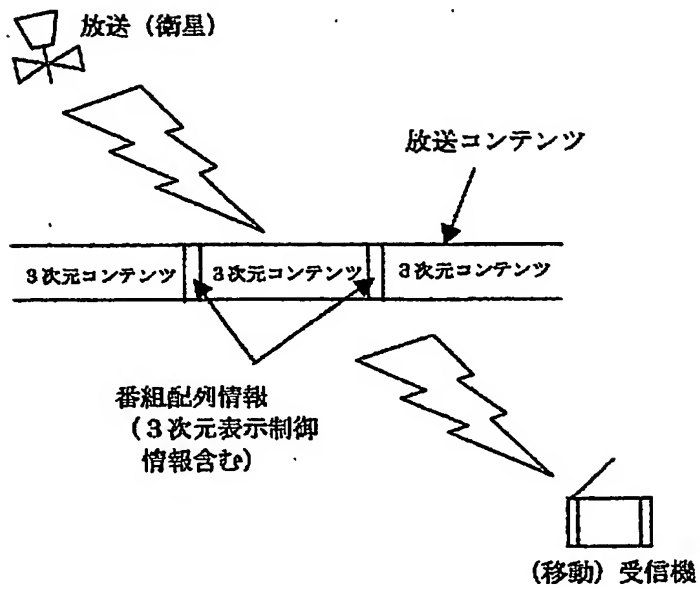 放送（衛星）
放送コンテンツ
3次元コンテンツ 3次元コンテンツ 3次元コンテンツ
番組配列情報
（3次元表示制御
情報含む）
（移動）受信機